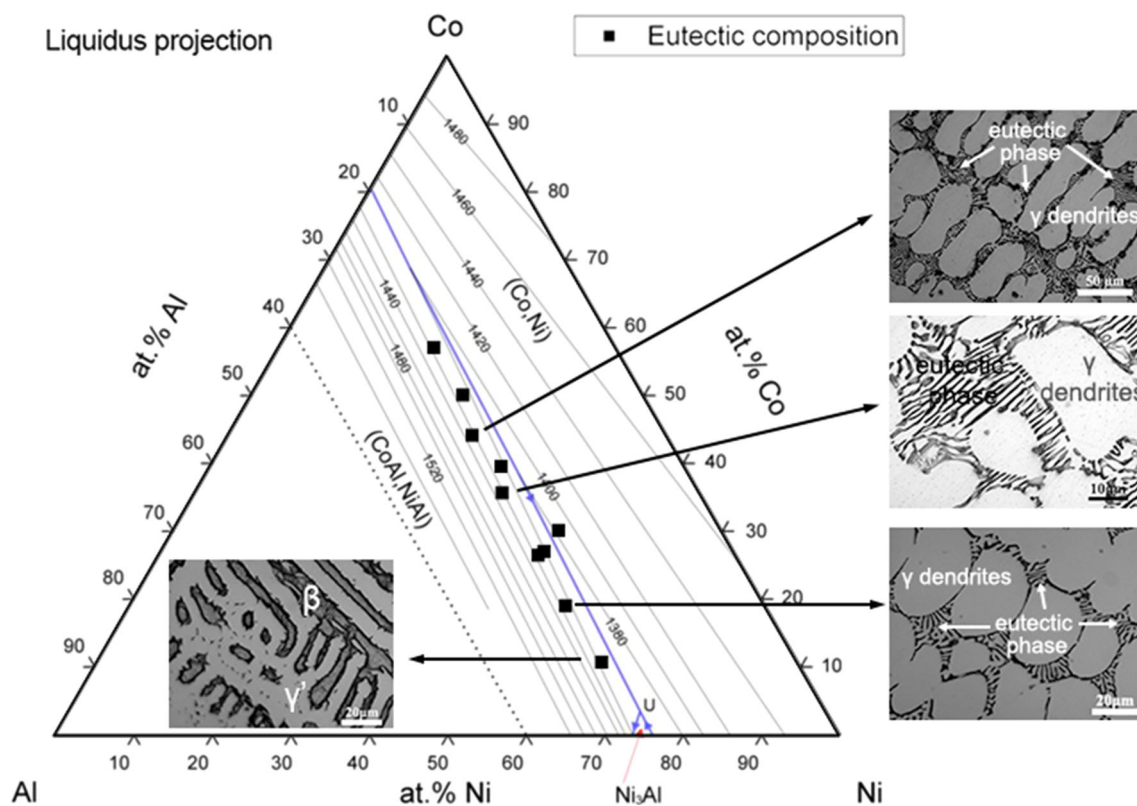 Liquidus projection
Co
Eutectic composition
10
20
30
40
50
60
70
80
90
at.% Al
90
80
70
60
50
40
30
20
10
at.% Co
1480
1460
1440
1420
(Co,Ni)
1440
1480
1520
(CoAl,NiAl)
1400
1380
U
eutectic
phase
γ dendrites
50 μm
eutectic
phase
γ
dendrites
10μm
γ dendrites
eutectic
phase
20μm
β
γ'
20μm
10
20
30
40
50
60
70
80
90
Al
at.% Ni
Ni₃Al
Ni